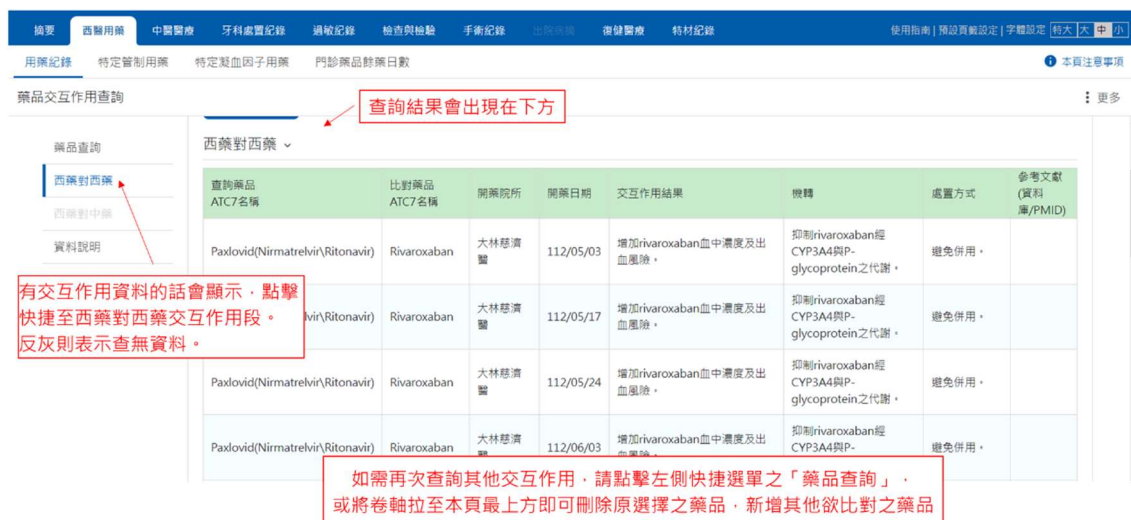 摘要 西醫用藥 中醫醫療 牙科處置紀錄 過敏紀錄 檢查與檢驗 手術紀錄 出院病摘 復健醫療 特材紀錄 使用指南 | 預設頁籤設定 | 字體設定 特大 大 中 小
用藥紀錄 特定管制用藥 特定凝血因子用藥 門診藥品餘藥日數 本頁注意事項
藥品交互作用查詢 更多
查詢結果會出現在下方
藥品查詢
西藥對西藥
西藥對中藥
資料說明
有交互作用資料的話會顯示，點擊
快捷至西藥對西藥交互作用段。
反灰則表示查無資料。
西藥對西藥
查詢藥品
ATC7名稱
比對藥品
ATC7名稱
開藥院所
開藥日期
交互作用結果
機轉
處置方式
參考文獻
(資料
庫/PMID)
Paxlovid(Nirmatrelvir\Ritonavir)
Rivaroxaban
大林慈濟
醫
112/05/03
增加rivaroxaban血中濃度及出
血風險。
抑制rivaroxaban經
CYP3A4與P-
glycoprotein之代謝。
避免併用。
lvir\Ritonavir)
Rivaroxaban
大林慈濟
醫
112/05/17
增加rivaroxaban血中濃度及出
血風險。
抑制rivaroxaban經
CYP3A4與P-
glycoprotein之代謝。
避免併用。
Paxlovid(Nirmatrelvir\Ritonavir)
Rivaroxaban
大林慈濟
醫
112/05/24
增加rivaroxaban血中濃度及出
血風險。
抑制rivaroxaban經
CYP3A4與P-
glycoprotein之代謝。
避免併用。
Paxlovid(Nirmatrelvir\Ritonavir)
Rivaroxaban
大林慈濟
112/06/03
增加rivaroxaban血中濃度及出
抑制rivaroxaban經
CYP3A4與P-
避免併用。
如需再次查詢其他交互作用，請點擊左側快捷選單之「藥品查詢」，
或將卷軸拉至本頁最上方即可刪除原選擇之藥品，新增其他欲比對之藥品